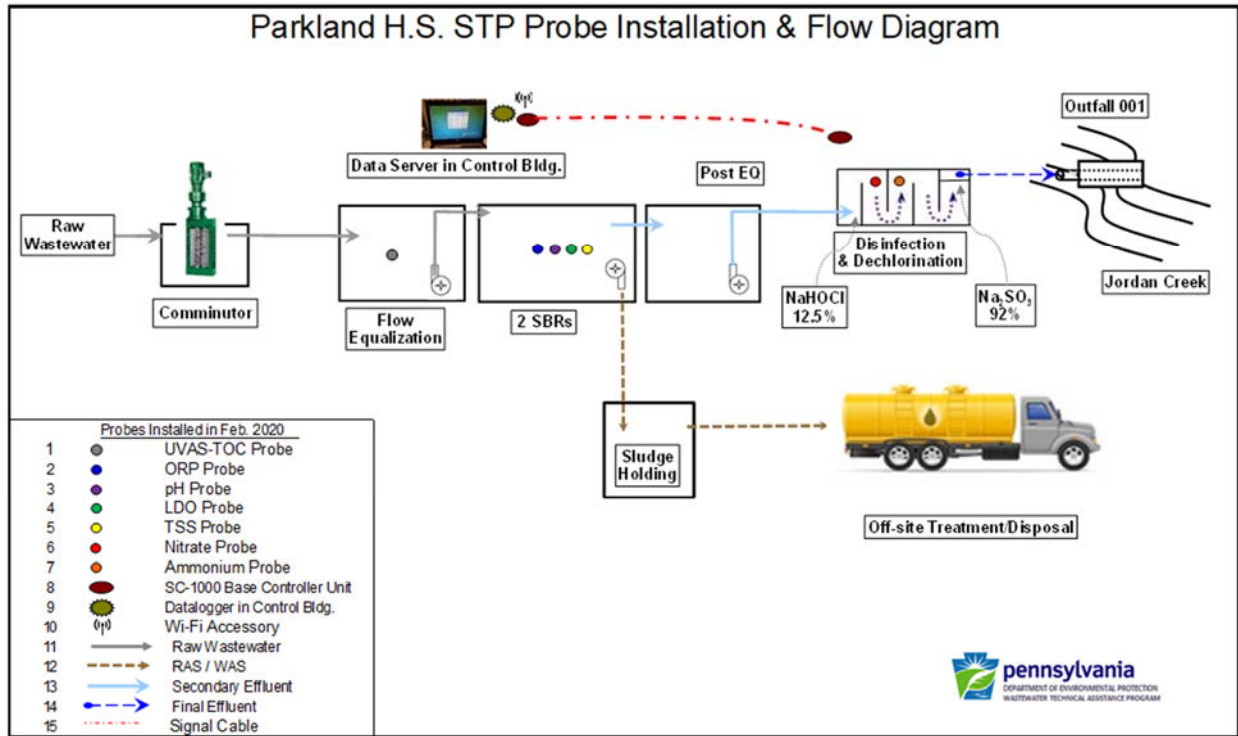 Parkland H.S. STP Probe Installation & Flow Diagram
Outfall 001
Data Server in Control Bldg.
Post EQ
Raw
Wastewater
Disinfection
& Dechlorination
Comminutor
Flow
Equalization
2 SBRs
NaHOCl
12.5%
Na₂SO₃
92%
Jordan Creek
Sludge
Holding
Off-site Treatment/Disposal
Probes Installed in Feb. 2020
1 UVAS-TOC Probe
2 ORP Probe
3 pH Probe
4 LDO Probe
5 TSS Probe
6 Nitrate Probe
7 Ammonium Probe
8 SC-1000 Base Controller Unit
9 Datalogger in Control Bldg.
10 Wi-Fi Accessory
11 Raw Wastewater
12 RAS / WAS
13 Secondary Effluent
14 Final Effluent
15 Signal Cable
pennsylvania
DEPARTMENT OF ENVIRONMENTAL PROTECTION
WASTEWATER TECHNICAL ASSISTANCE PROGRAM